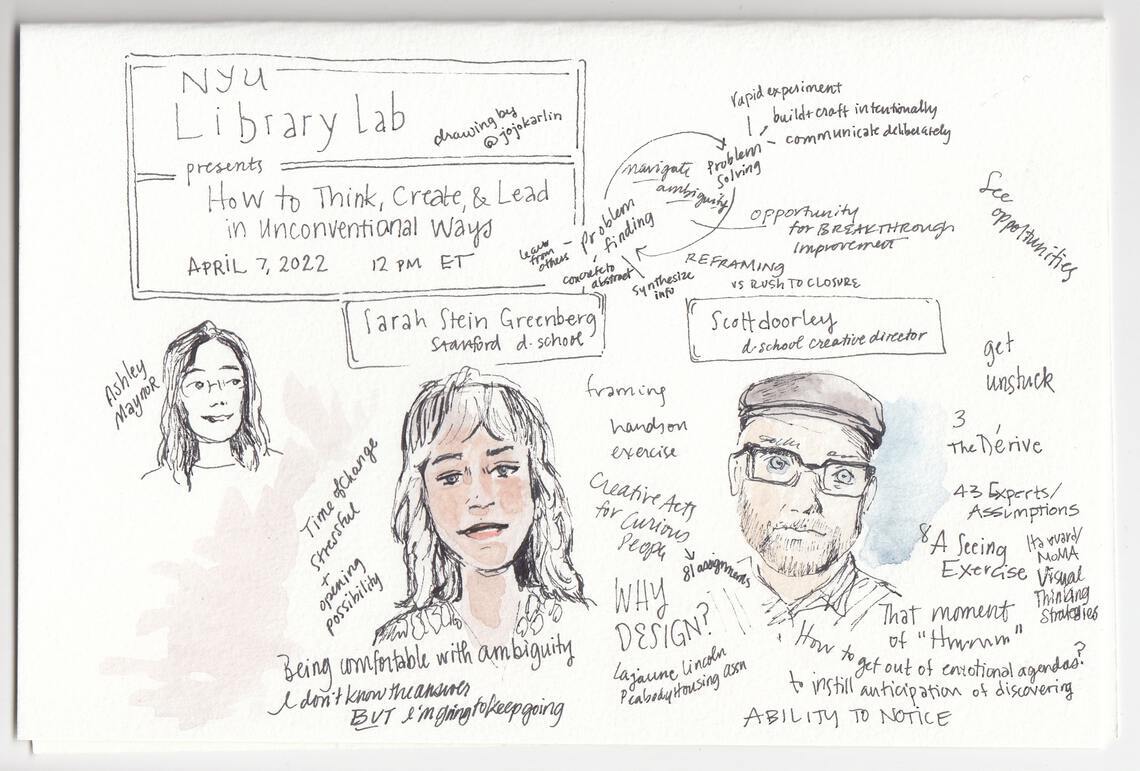 NYU
Library Lab
drawing by
@jojokarlin
presents
How to Think, Create, & Lead
in Unconventional Ways
APRIL 7, 2022 12 PM ET
rapid experiment
build + craft intentionally
communicate deliberately
Problem
Solving
navigate
ambiguity
Problem
finding
learn
from
others
concrete to
abstract
synthesize
info
opportunity
for BREAKTHROUGH
Improvement
REFRAMING
VS RUSH TO CLOSURE
See
opportunities
Sarah Stein Greenberg
Stanford d.school
Scott doorley
d.school creative director
Ashley
Maynor
Time of Change
stressful
+
opening
possibility
framing
hands on
exercise
Creative Acts
for Curious
People
81 assignments
WHY
DESIGN?
Lajaune Lincoln
Peabody Housing assn
get
unstuck
3
The Dérive
43 Experts/
Assumptions
8 A Seeing
Exercise
Harvard/
MoMA
Visual
Thinking
Strategies
That moment
of "Hmmm"
How to
get out of emotional agendas?
to instill anticipation of discovering
ABILITY TO NOTICE
Being comfortable with ambiguity
I don't know the answer
BUT I'm going to keep going